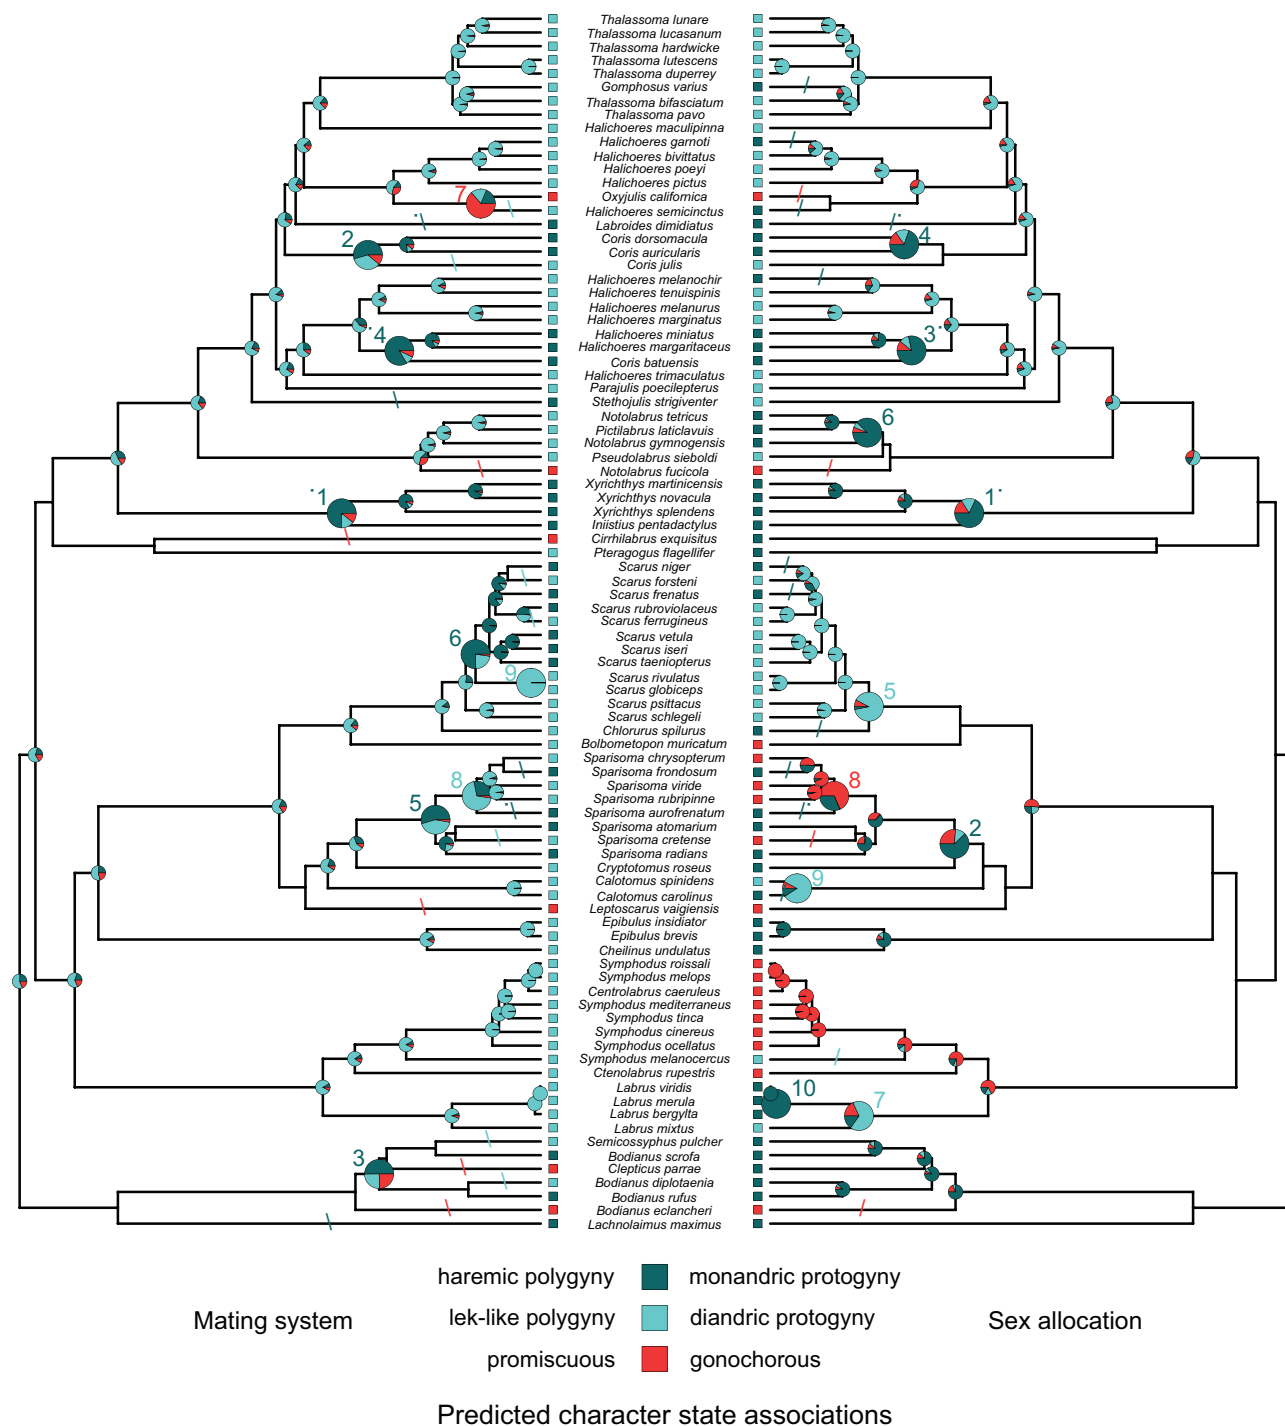 Thalassoma lunare
Thalassoma lucasanum
Thalassoma hardwicke
Thalassoma lutescens
Thalassoma duperrey
Gomphosus varius
Thalassoma bifasciatum
Thalassoma pavo
Halichoeres maculipinna
Halichoeres garnoti
Halichoeres bivittatus
Halichoeres poeyi
Halichoeres pictus
7 Oxyjulis californica
Halichoeres semicinctus
Labroides dimidiatus
2 Coris dorsomacula 4
Coris auricularis
Coris julis
Halichoeres melanochir
Halichoeres tenuispinis
Halichoeres melanurus
Halichoeres marginatus
4 Halichoeres miniatus 3
Halichoeres margaritaceus
Coris batuensis
Halichoeres trimaculatus
Parajulis poecilepterus
Stethojulis strigiventer
Notolabrus tetricus 6
Pictilabrus laticlavuis
Notolabrus gymnogensis
Pseudolabrus sieboldi
Notolabrus fucicola
Xyrichthys martinicensis
1 Xyrichthys novacula 1
Xyrichthys splendens
Iniistius pentadactylus
Cirrhilabrus exquisitus
Pteragogus flagellifer
Scarus niger
Scarus forsteni
Scarus frenatus
Scarus rubroviolaceus
Scarus ferrugineus
6 Scarus vetula
Scarus iseri
Scarus taeniopterus
9 Scarus rivulatus
Scarus globiceps 5
Scarus psittacus
Scarus schlegeli
Chlorurus spilurus
Bolbometopon muricatum
Sparisoma chrysopterum
Sparisoma frondosum
8 Sparisoma viride 8
Sparisoma rubripinne
5 Sparisoma aurofrenatum
Sparisoma atomarium
Sparisoma cretense 2
Sparisoma radians
Cryptotomus roseus
Calotomus spinidens 9
Calotomus carolinus
Leptoscarus vaigiensis
Epibulus insidiator
Epibulus brevis
Cheilinus undulatus
Symphodus roissali
Symphodus melops
Centrolabrus caeruleus
Symphodus mediterraneus
Symphodus tinca
Symphodus cinereus
Symphodus ocellatus
Symphodus melanocercus
Ctenolabrus rupestris
Labrus viridis 10
Labrus merula 7
Labrus bergylta
Labrus mixtus
Semicossyphus pulcher
3 Bodianus scrofa
Clepticus parrae
Bodianus diplotaenia
Bodianus rufus
Bodianus eclancheri
Lachnolaimus maximus
haremic polygyny monandric protogyny
Mating system lek-like polygyny diandric protogyny Sex allocation
promiscuous gonochorous
Predicted character state associations